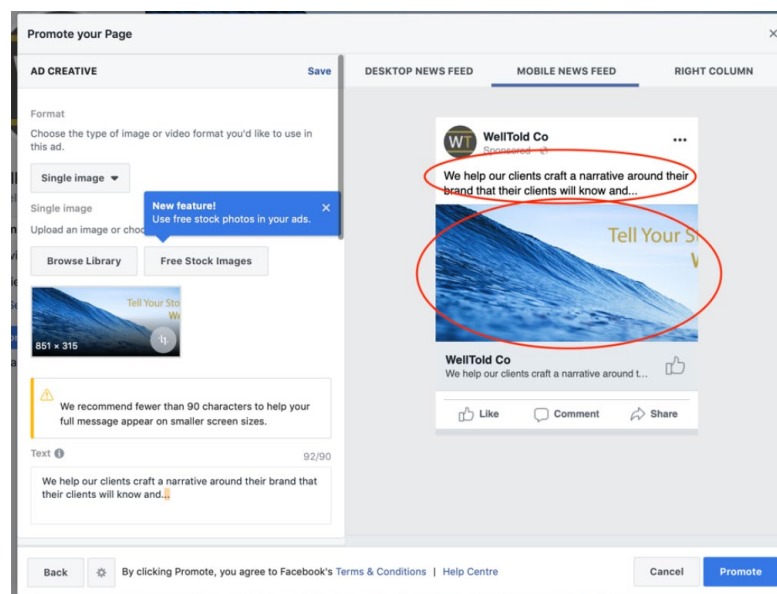 Promote your Page
AD CREATIVE
Save
Format
Choose the type of image or video format you'd like to use in
this ad.
Single image
Single image
Upload an image or choo
New feature!
Use free stock photos in your ads.
Browse Library
Free Stock Images
Tell Your Sto
We
851 × 315
We recommend fewer than 90 characters to help your
full message appear on smaller screen sizes.
Text
92/90
We help our clients craft a narrative around their brand that
their clients will know and...
DESKTOP NEWS FEED
MOBILE NEWS FEED
RIGHT COLUMN
WT
WellTold Co
Sponsored
We help our clients craft a narrative around their
brand that their clients will know and...
Tell Your S
WellTold Co
We help our clients craft a narrative around t...
Like
Comment
Share
Back
By clicking Promote, you agree to Facebook's Terms & Conditions | Help Centre
Cancel
Promote